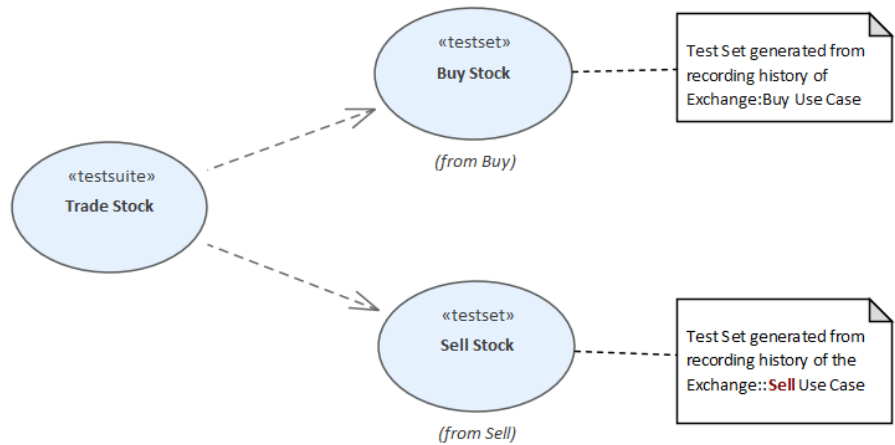 «testset»
Buy Stock
(from Buy)
Test Set generated from
recording history of
Exchange:Buy Use Case
«testsuite»
Trade Stock
«testset»
Sell Stock
(from Sell)
Test Set generated from
recording history of the
Exchange::Sell Use Case